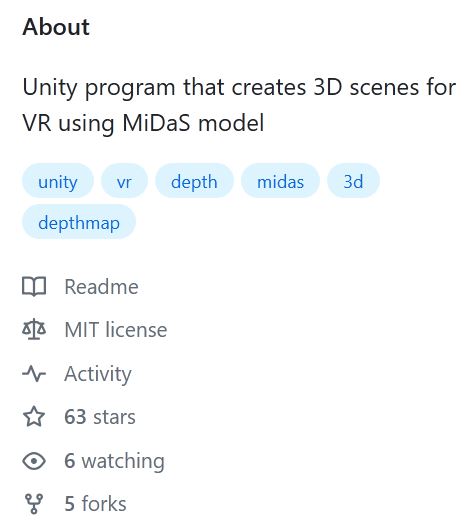 About
Unity program that creates 3D scenes for
VR using MiDaS model
unity vr depth midas 3d
depthmap
Readme
MIT license
Activity
63 stars
6 watching
5 forks